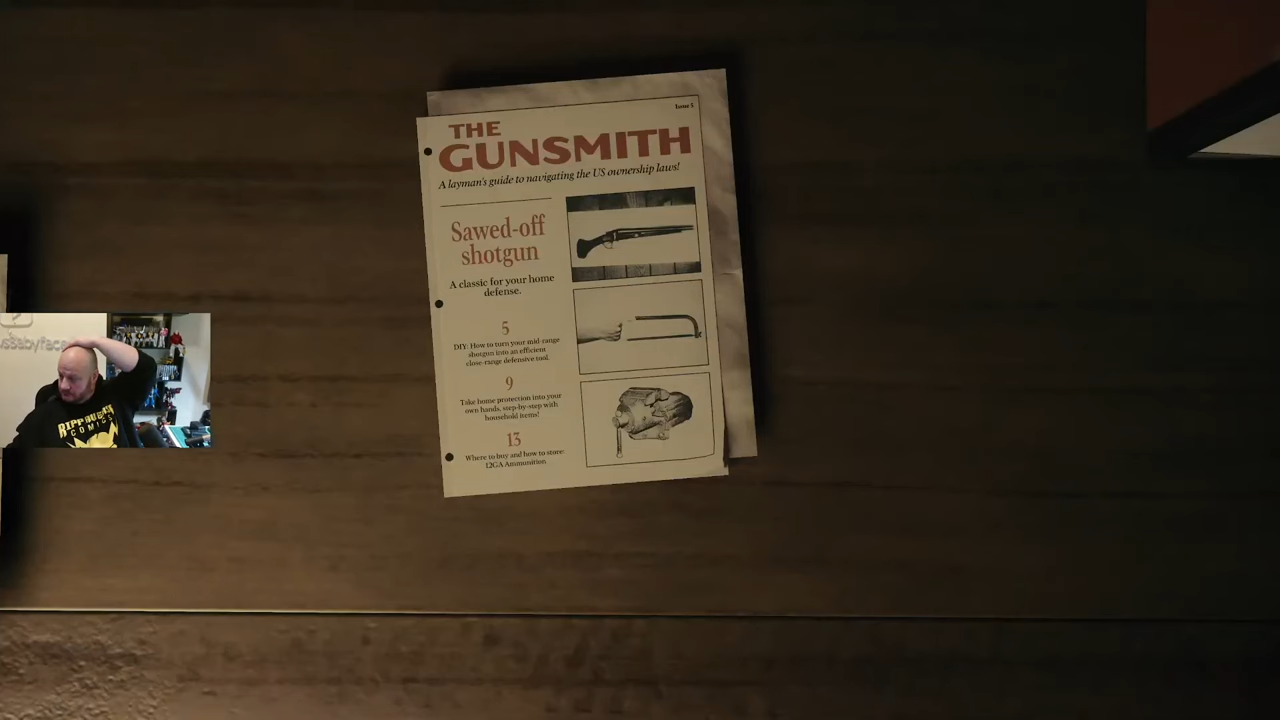 Issue 5
THE
GUNSMITH
A layman's guide to navigating the US ownership laws!
Sawed-off
shotgun
A classic for your home
defense.
5
DIY: How to turn your mid-range
shotgun into an efficient
close-range defensive tool.
9
Take home protection into your
own hands, step-by-step with
household items!
13
Where to buy and how to store:
12GA Ammunition
RIPPAVERSE
COMICS